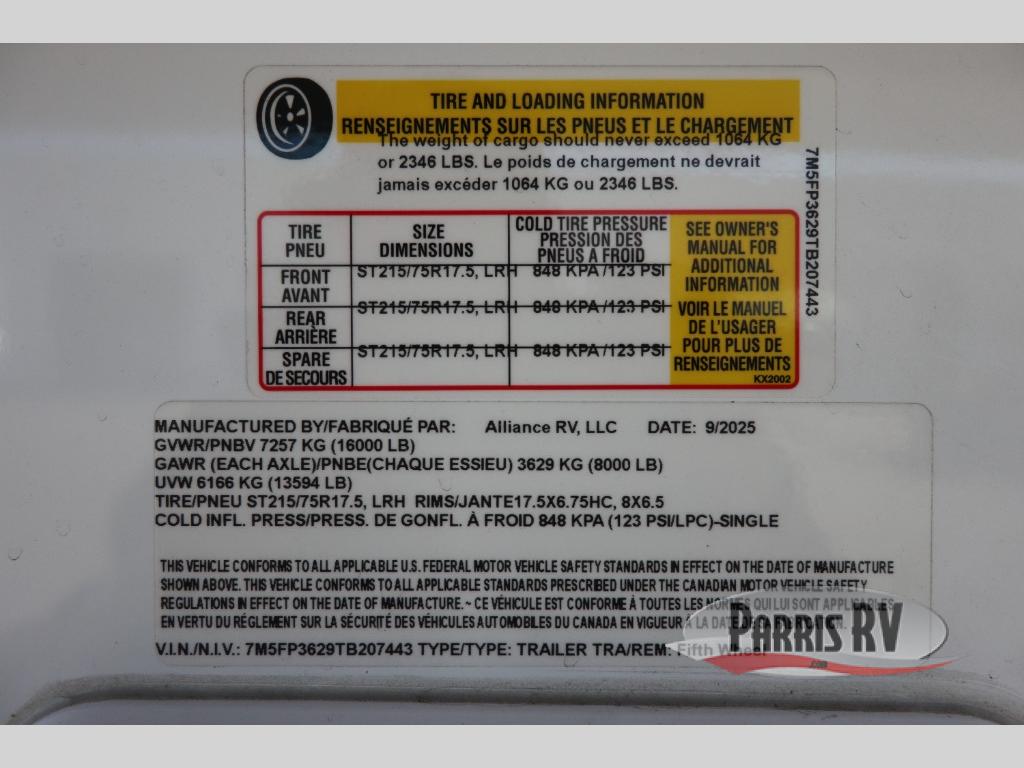 TIRE AND LOADING INFORMATION
RENSEIGNEMENTS SUR LES PNEUS ET LE CHARGEMENT
The weight of cargo should never exceed 1064 KG
or 2346 LBS. Le poids de chargement ne devrait
jamais excéder 1064 KG ou 2346 LBS.
7M5FP3629TB207443
TIRE
PNEU
SIZE
DIMENSIONS
COLD TIRE PRESSURE
PRESSION DES
PNEUS A FROID
SEE OWNER'S
MANUAL FOR
ADDITIONAL
INFORMATION
VOIR LE MANUEL
DE L'USAGER
POUR PLUS DE
RENSEIGNEMENTS
KX2002
FRONT
AVANT
ST215/75R17.5, LRH 848 KPA /123 PSI
REAR
ARRIÈRE
ST215/75R17.5, LRH 848 KPA /123 PSI
SPARE
DE SECOURS
ST215/75R17.5, LRH 848 KPA /123 PSI
MANUFACTURED BY/FABRIQUÉ PAR: Alliance RV, LLC DATE: 9/2025
GVWR/PNBV 7257 KG (16000 LB)
GAWR (EACH AXLE)/PNBE(CHAQUE ESSIEU) 3629 KG (8000 LB)
UVW 6166 KG (13594 LB)
TIRE/PNEU ST215/75R17.5, LRH RIMS/JANTE17.5X6.75HC, 8X6.5
COLD INFL. PRESS/PRESS. DE GONFL. À FROID 848 KPA (123 PSI/LPC)-SINGLE
THIS VEHICLE CONFORMS TO ALL APPLICABLE U.S. FEDERAL MOTOR VEHICLE SAFETY STANDARDS IN EFFECT ON THE DATE OF MANUFACTURE
SHOWN ABOVE. THIS VEHICLE CONFORMS TO ALL APPLICABLE STANDARDS PRESCRIBED UNDER THE CANADIAN MOTOR VEHICLE SAFETY
REGULATIONS IN EFFECT ON THE DATE OF MANUFACTURE. ~ CE VÉHICULE EST CONFORME À TOUTES LES NORMES QUI LUI SONT APPLICABLES
EN VERTU DU RÉGLEMENT SUR LA SÉCURITÉ DES VÉHICULES AUTOMOBILES DU CANADA EN VIGUEUR À LA DATE DE SA FABRICATION.
V.I.N./N.I.V.: 7M5FP3629TB207443 TYPE/TYPE: TRAILER TRA/REM: Fifth Wheel
PARRIS RV
.com